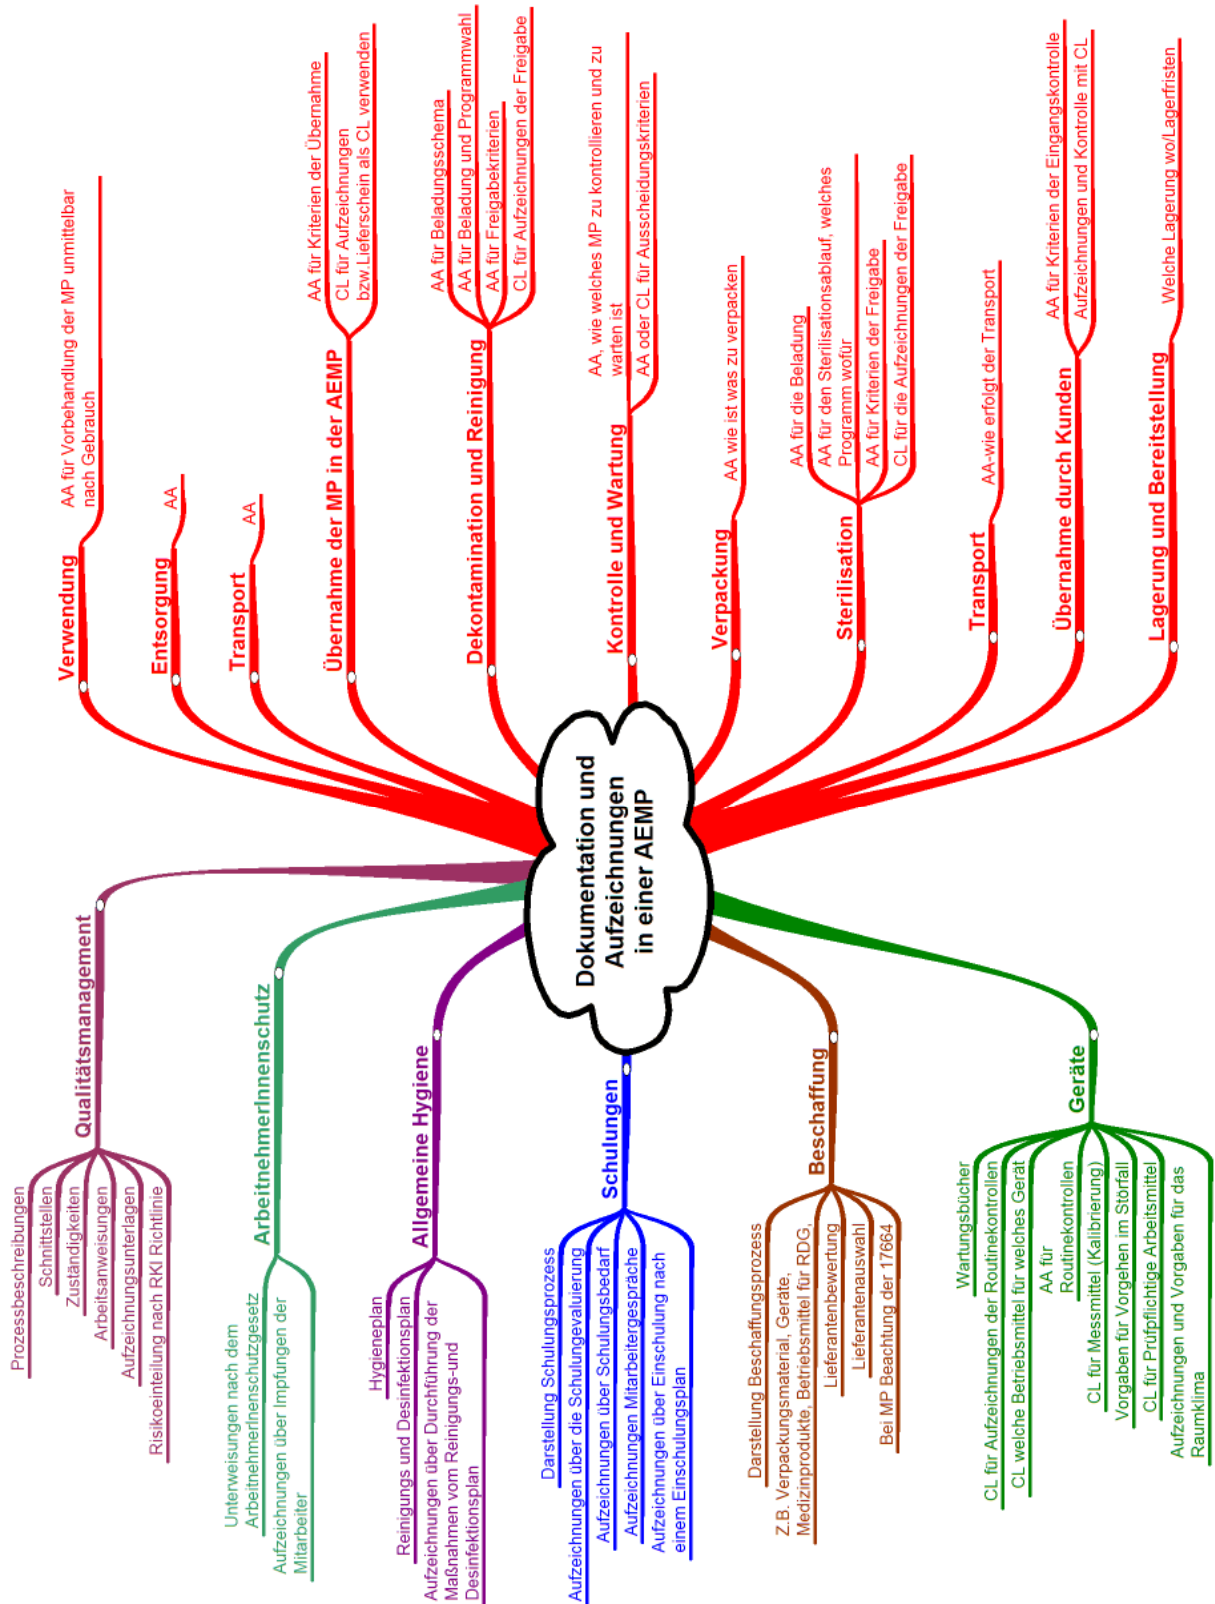 Dokumentation und
Aufzeichnungen
in einer AEMP
Verwendung
AA für Vorbehandlung der MP unmittelbar
nach Gebrauch
Entsorgung
AA
Transport
AA
Übernahme der MP in der AEMP
AA für Kriterien der Übernahme
CL für Aufzeichnungen
bzw.Lieferschein als CL verwenden
Dekontamination und Reinigung
AA für Beladungsschema
AA für Beladung und Programmwahl
AA für Freigabekriterien
CL für Aufzeichnungen der Freigabe
Kontrolle und Wartung
AA, wie welches MP zu kontrollieren und zu
warten ist
AA oder CL für Ausscheidungskriterien
Verpackung
AA wie ist was zu verpacken
Sterilisation
AA für die Beladung
AA für den Sterilisationsablauf, welches
Programm wofür
AA für Kriterien der Freigabe
CL für die Aufzeichnungen der Freigabe
Transport
AA-wie erfolgt der Transport
Übernahme durch Kunden
AA für Kriterien der Eingangskontrolle
Aufzeichnungen und Kontrolle mit CL
Lagerung und Bereitstellung
Welche Lagerung wo/Lagerfristen
Qualitätsmanagement
Prozessbeschreibungen
Schnittstellen
Zuständigkeiten
Arbeitsanweisungen
Aufzeichnungsunterlagen
Risikoeinteilung nach RKI Richtlinie
ArbeitnehmerInnenschutz
Unterweisungen nach dem
ArbeitnehmerInenschutzgesetz
Aufzeichnungen über Impfungen der
Mitarbeiter
Allgemeine Hygiene
Hygieneplan
Reinigungs und Desinfektionsplan
Aufzeichnungen über Durchführung der
Maßnahmen vom Reinigungs-und
Desinfektionsplan
Schulungen
Darstellung Schulungsprozess
Aufzeichnungen über die Schulungevaluierung
Aufzeichnungen über Schulungsbedarf
Aufzeichnungen Mitarbeitergespräche
Aufzeichnungen über Einschulung nach
einem Einschulungsplan
Beschaffung
Darstellung Beschaffungsprozess
Z.B. Verpackungsmaterial, Geräte,
Medizinprodukte, Betriebsmittel für RDG,
Lieferantenbewertung
Lieferantenauswahl
Bei MP Beachtung der 17664
Geräte
Wartungsbücher
CL für Aufzeichnungen der Routinekontrollen
CL welche Betriebsmittel für welches Gerät
AA für
Routinekontrollen
CL für Messmittel (Kalibrierung)
Vorgaben für Vorgehen im Störfall
CL für Prüfpflichtige Arbeitsmittel
Aufzeichnungen und Vorgaben für das
Raumklima